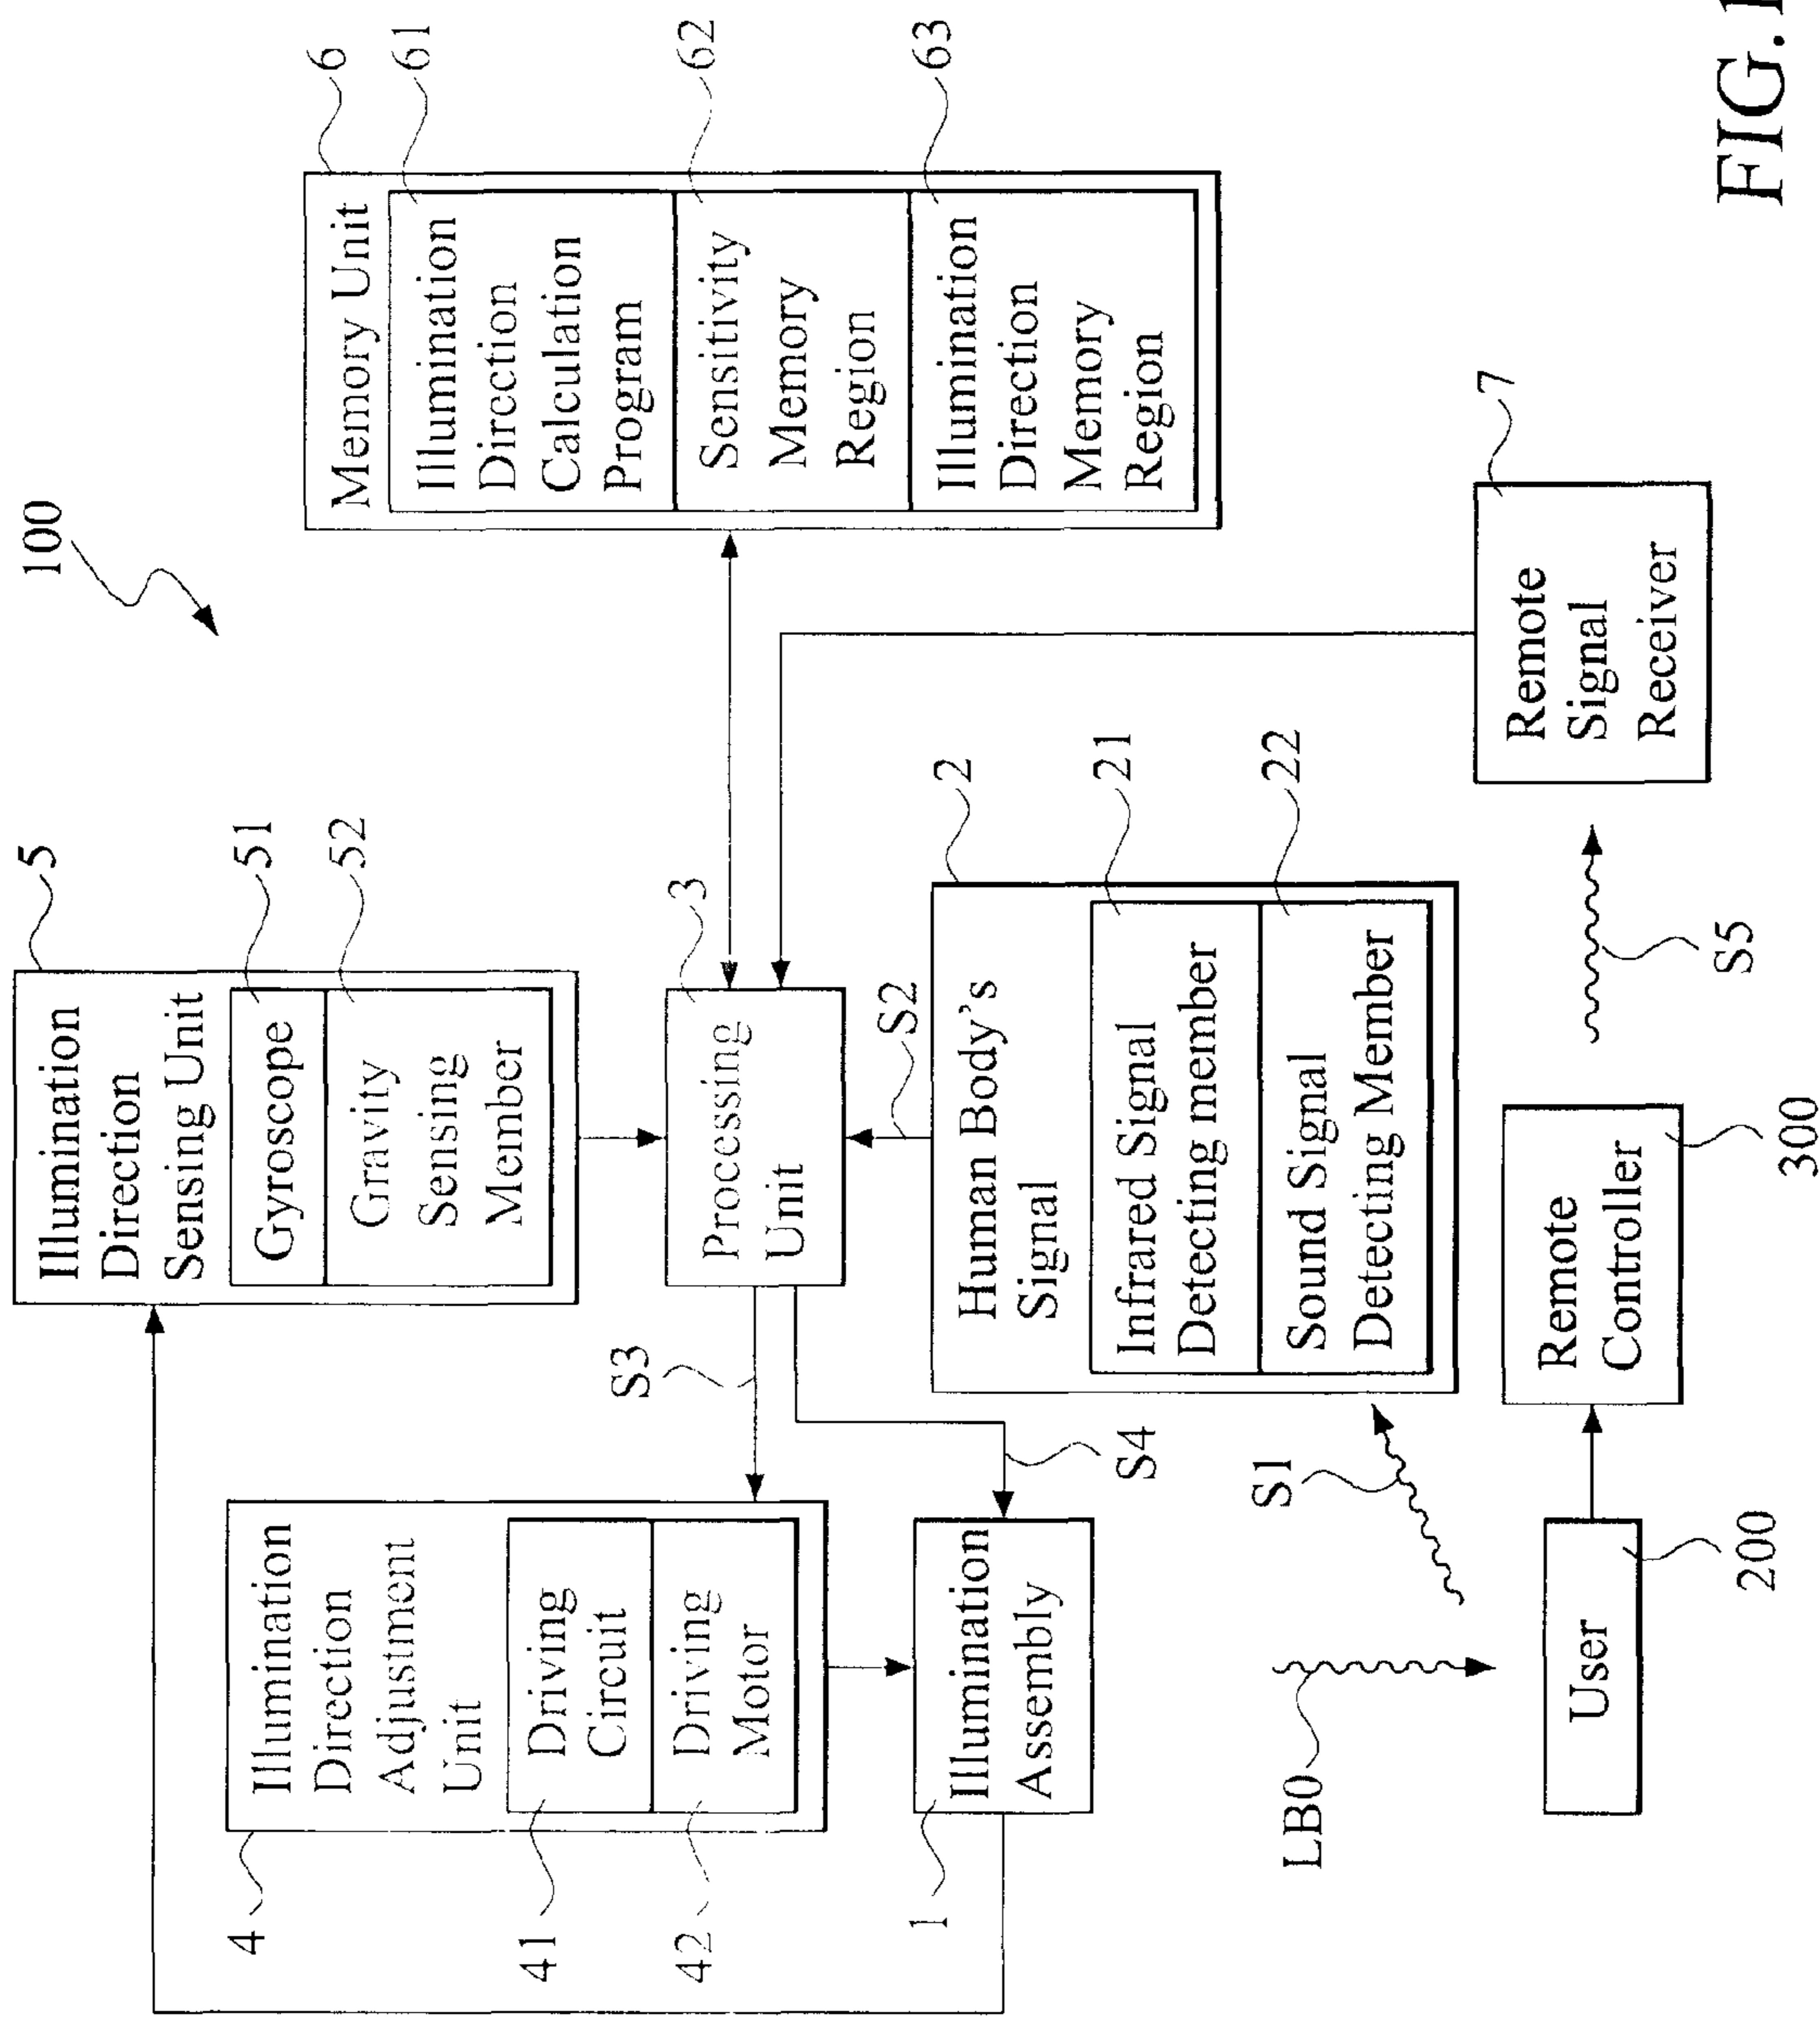 100
5
Illumination
Direction
Sensing Unit
Gyroscope
51
Gravity
Sensing
Member
52
4
Illumination
Direction
Adjustment
Unit
41
Driving
Circuit
42
Driving
Motor
S3
Processing
Unit
3
6
Memory Unit
Illumination
Direction
Calculation
Program
61
Sensitivity
Memory
Region
62
Illumination
Direction
Memory
Region
63
1
Illumination
Assembly
S4
S2
2
Human Body's
Signal
Infrared Signal
Detecting member
21
Sound Signal
Detecting Member
22
LB0
S1
User
200
Remote
Controller
300
S5
Remote
Signal
Receiver
7
FIG.1